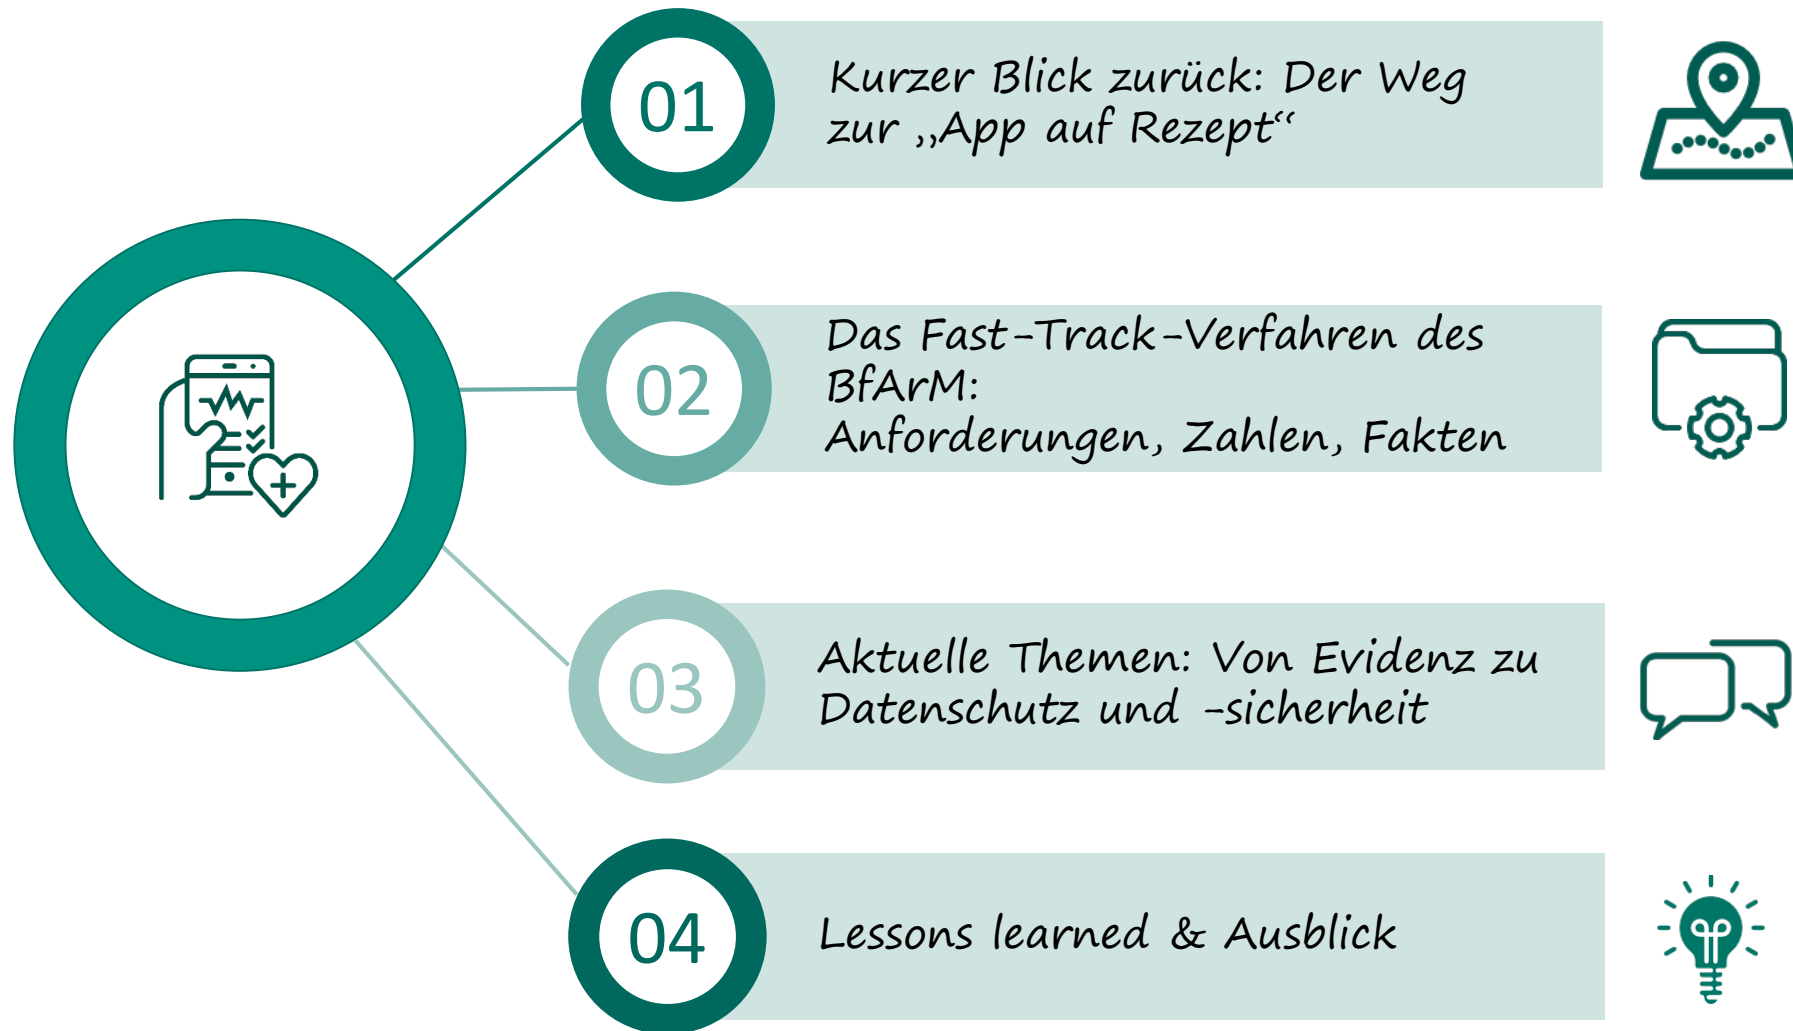 01
Kurzer Blick zurück: Der Weg
zur „App auf Rezept“
02
Das Fast-Track-Verfahren des
BfArM:
Anforderungen, Zahlen, Fakten
03
Aktuelle Themen: Von Evidenz zu
Datenschutz und -sicherheit
04
Lessons learned & Ausblick